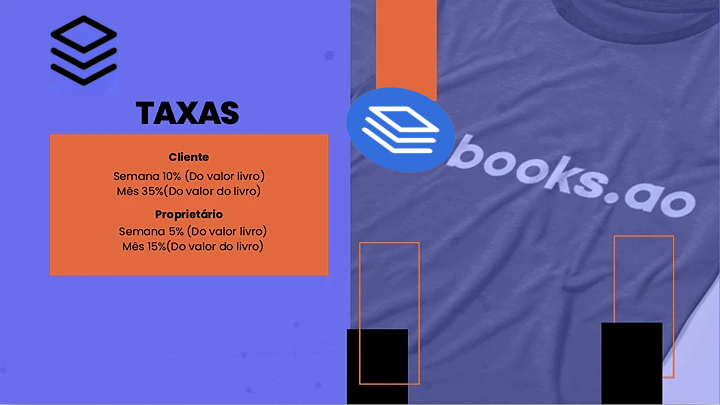 TAXAS
Cliente
Semana 10% (Do valor livro)
Mês 35%(Do valor do livro)
Proprietário
Semana 5% (Do valor livro)
Mês 15%(Do valor do livro)
books.ao